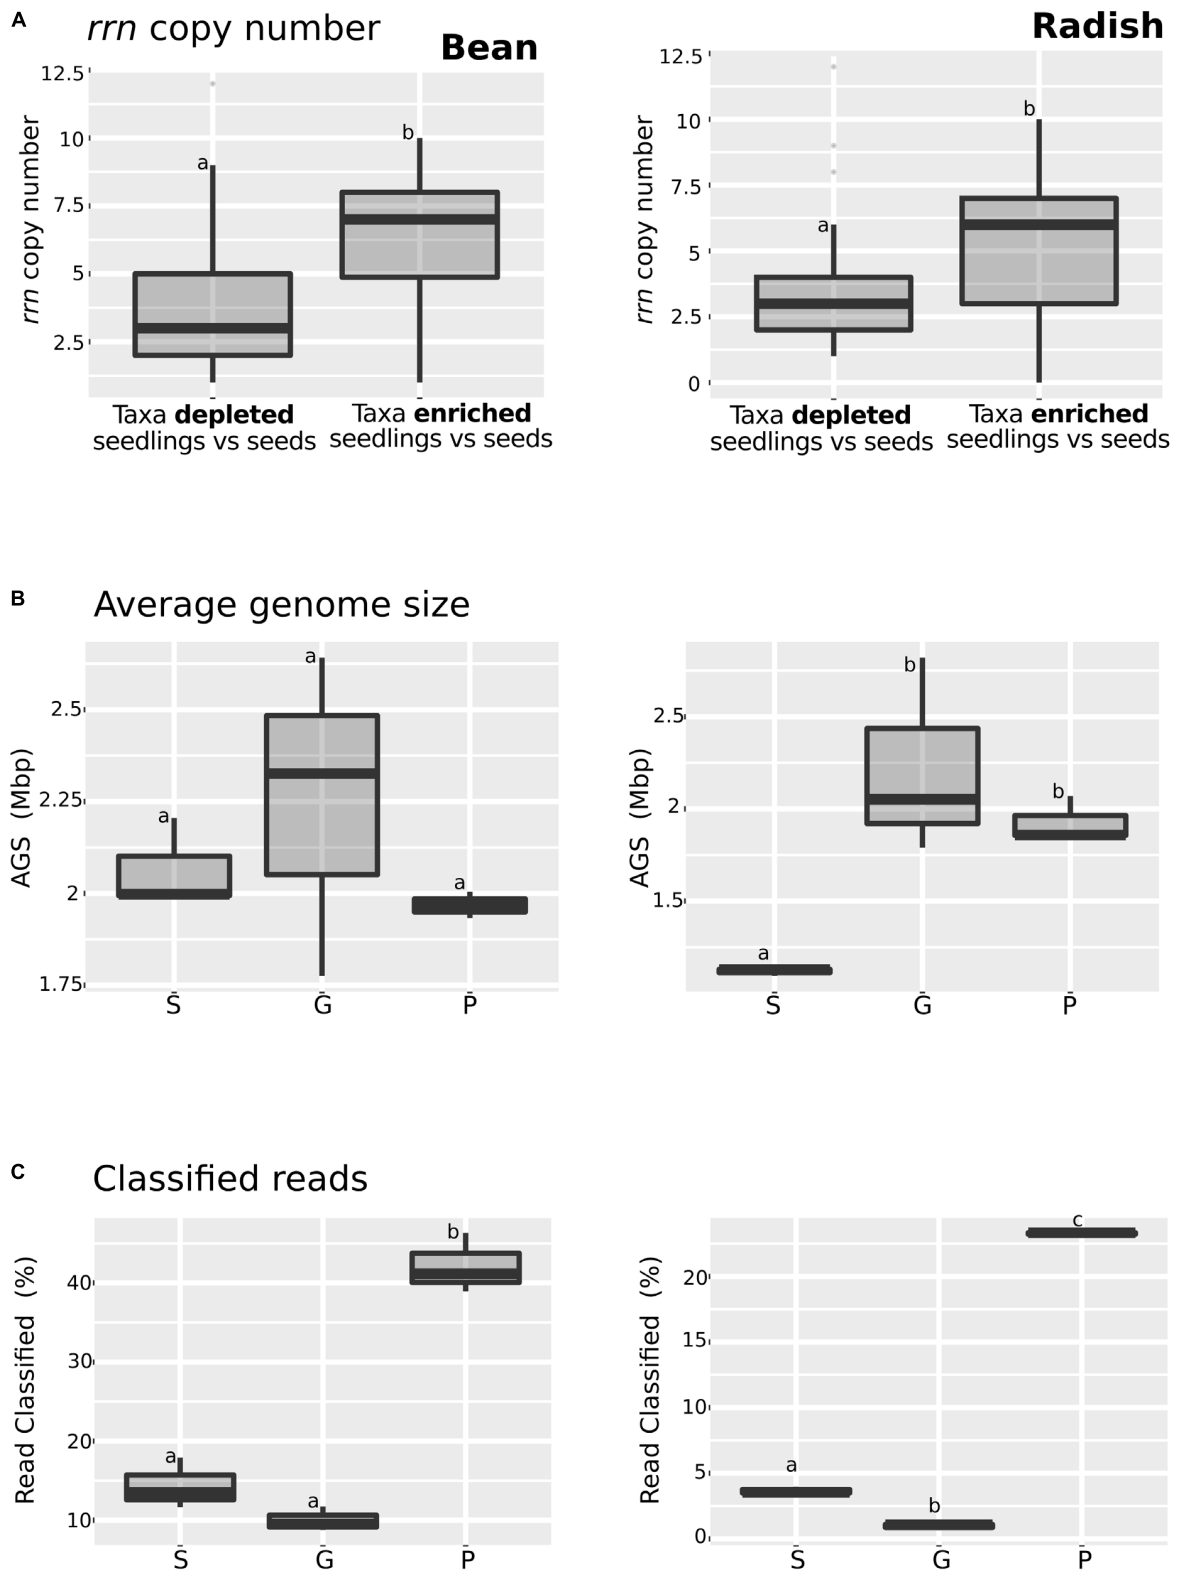 A
rrn copy number
Bean
Radish
12.5
10
7.5
5
2.5
rrn copy number
a
b
Taxa depleted
seedlings vs seeds
Taxa enriched
seedlings vs seeds
12.5
10
7.5
5
2.5
0
rrn copy number
a
b
Taxa depleted
seedlings vs seeds
Taxa enriched
seedlings vs seeds
B
Average genome size
AGS (Mbp)
2.5
2.25
2
1.75
a
a
a
S
G
P
AGS (Mbp)
2.5
2
1.5
a
b
b
S
G
P
C
Classified reads
Read Classified (%)
40
30
20
10
a
a
b
S
G
P
Read Classified (%)
20
15
10
5
0
a
b
c
S
G
P